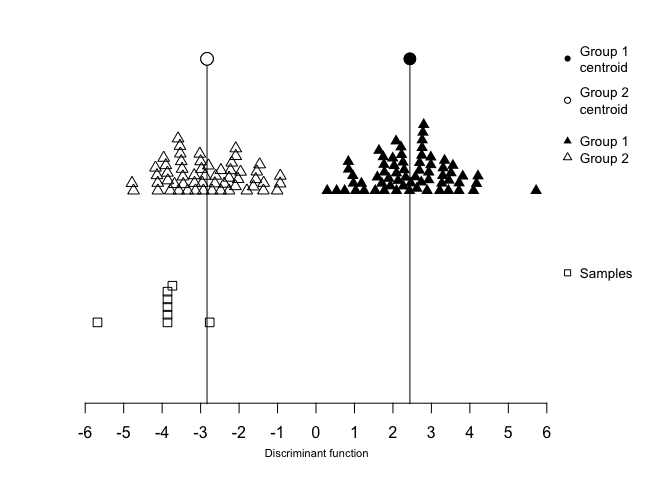 Group 1
centroid
Group 2
centroid
Group 1
Group 2
Samples
-6 -5 -4 -3 -2 -1 0 1 2 3 4 5 6
Discriminant function